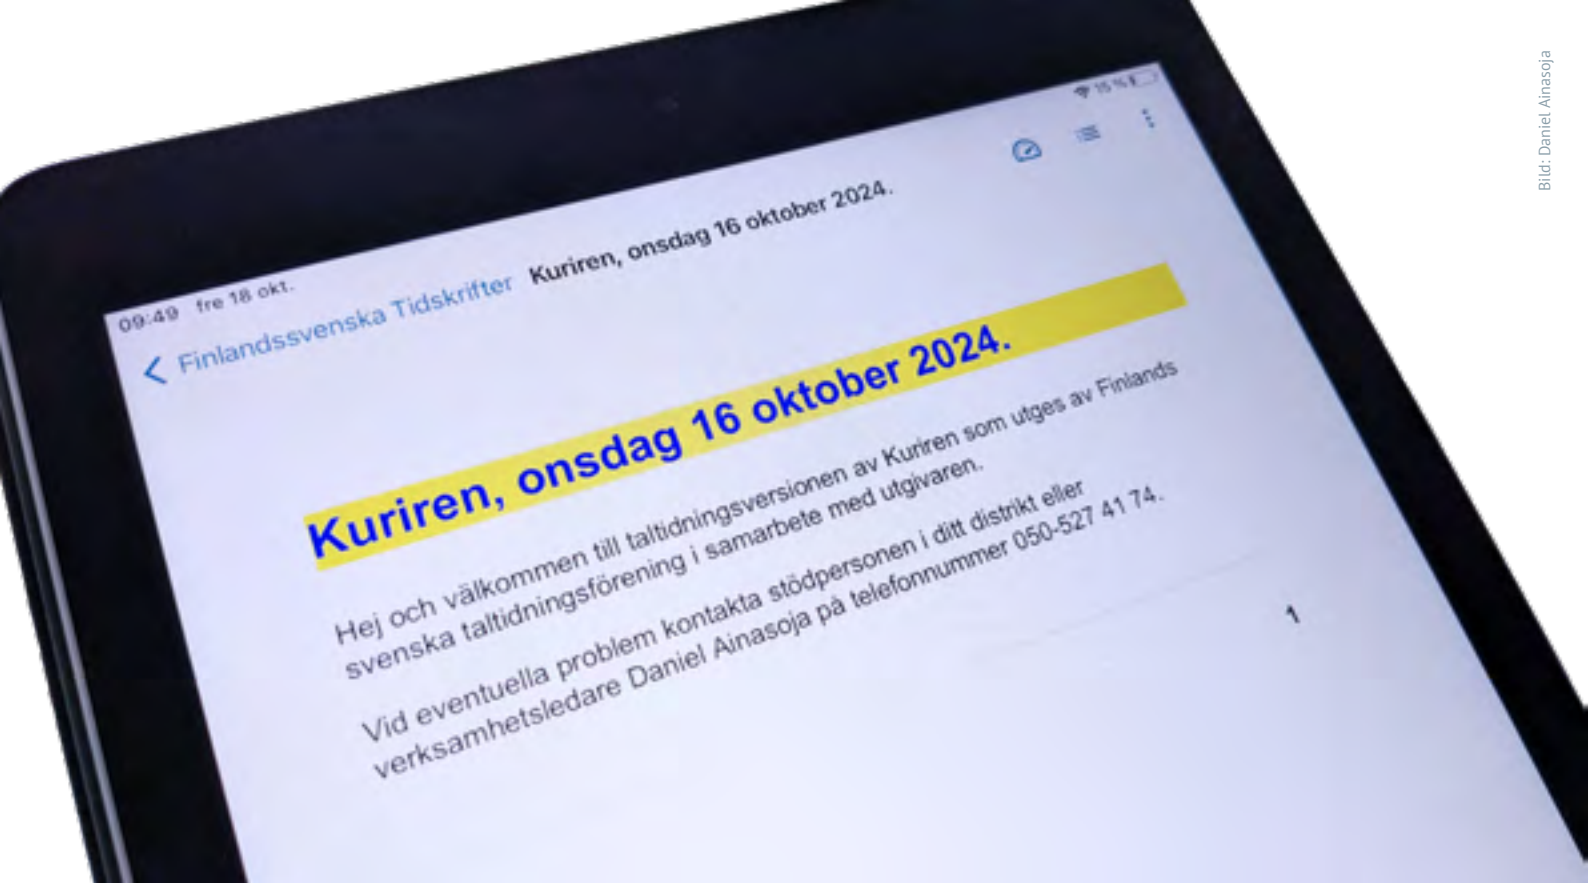 Bild: Daniel Ainasoja
09:49 fre 18 okt.
15 %
Finlandssvenska Tidskrifter
Kuriren, onsdag 16 oktober 2024.
Kuriren, onsdag 16 oktober 2024.
Hej och välkommen till taltidningsversionen av Kuriren som utges av Finlands
svenska taltidningsförening i samarbete med utgivaren.
Vid eventuella problem kontakta stödpersonen i ditt distrikt eller
verksamhetsledare Daniel Ainasoja på telefonnummer 050-527 41 74.
1